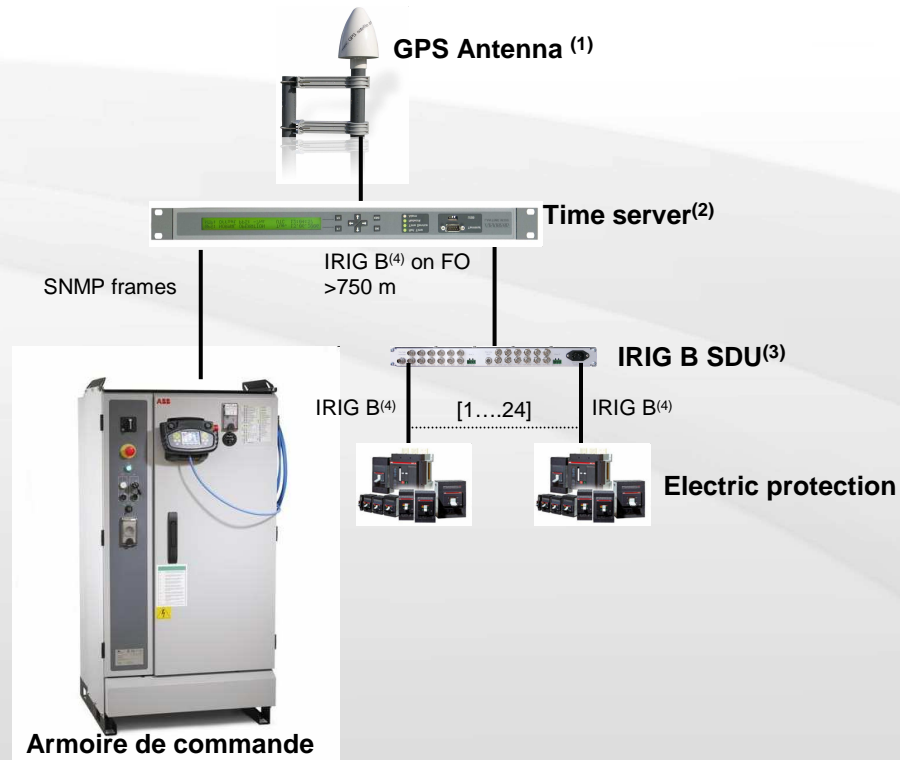 GPS Antenna (1)
Time server(2)
SNMP frames
IRIG B(4) on FO
>750 m
IRIG B SDU(3)
IRIG B(4)
[1....24]
IRIG B(4)
Electric protection
ABB
Armoire de commande